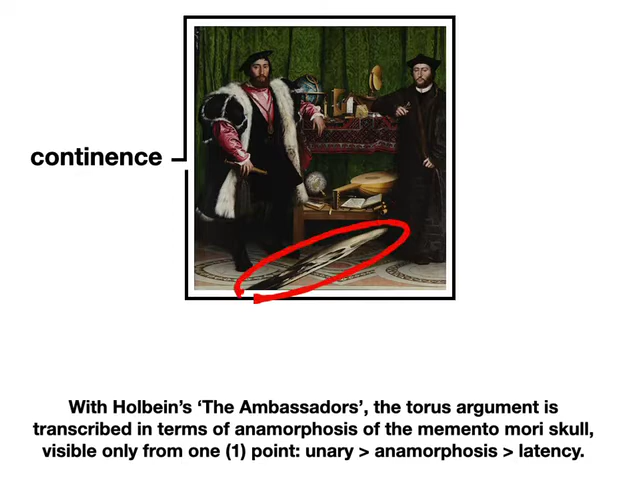 continence
With Holbein’s ‘The Ambassadors’, the torus argument is
transcribed in terms of anamorphosis of the memento mori skull,
visible only from one (1) point: unary > anamorphosis > latency.